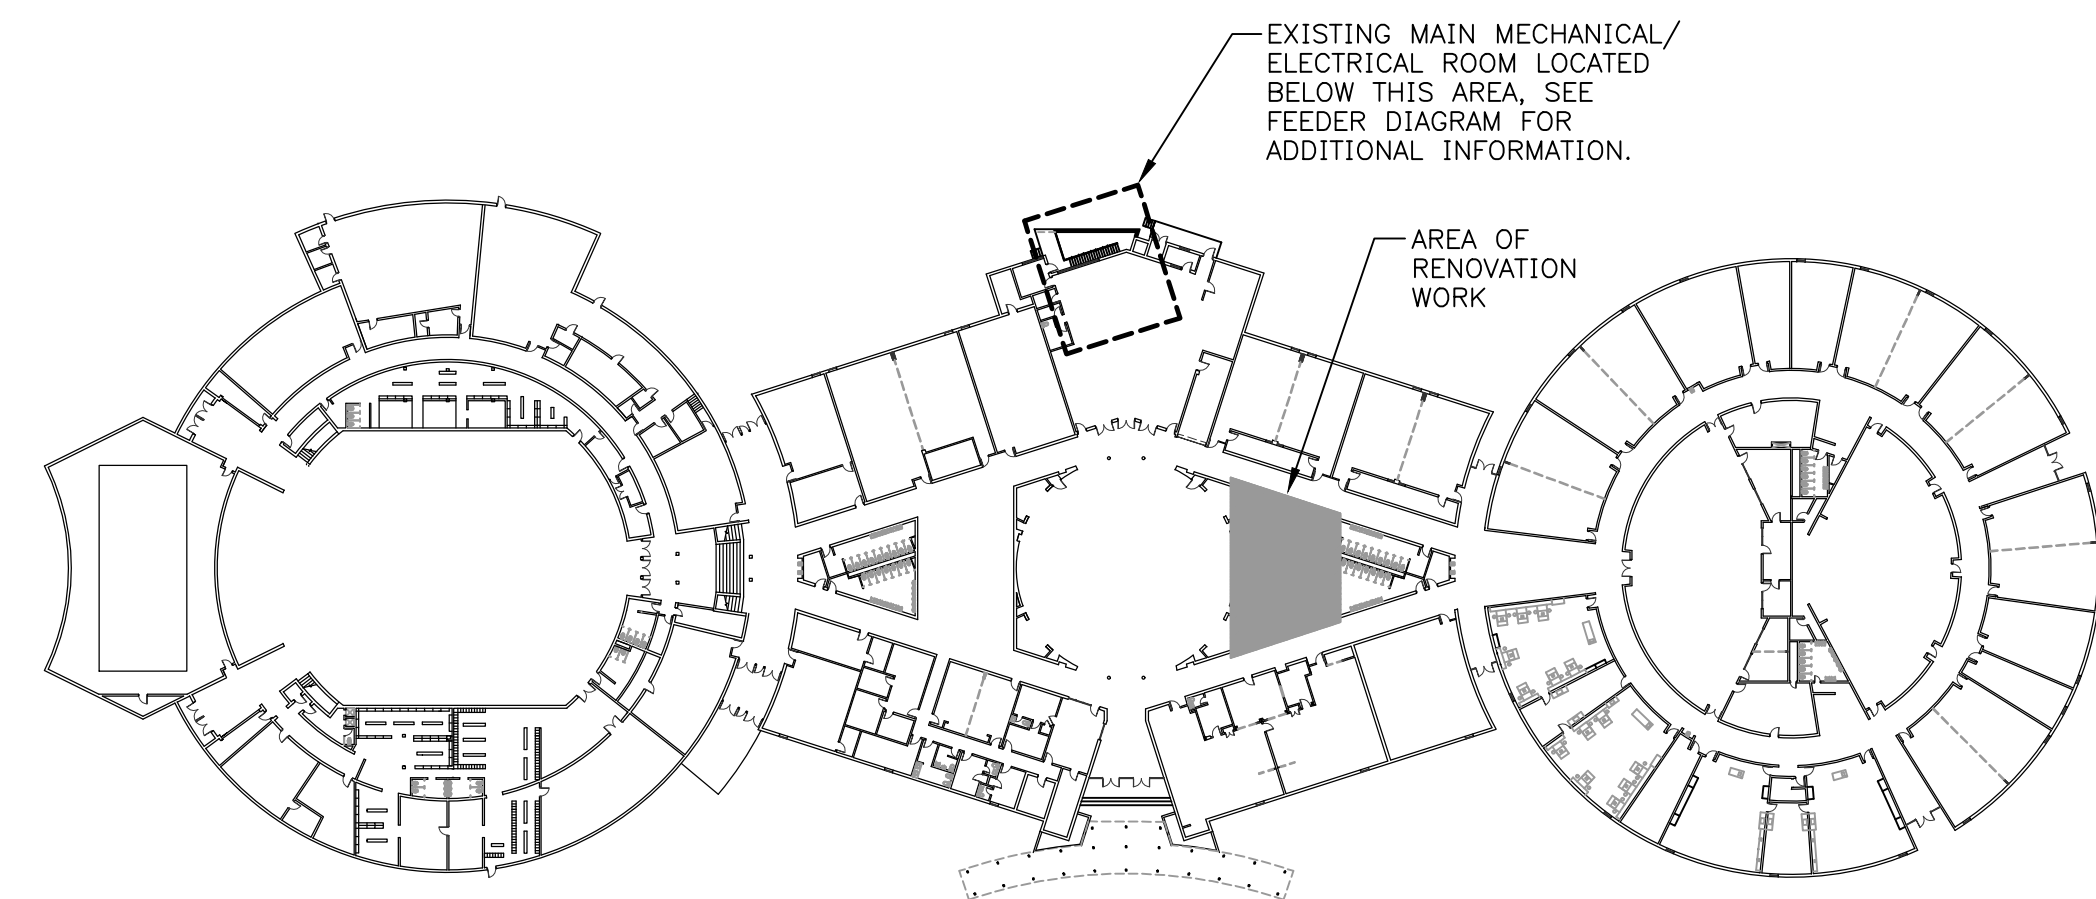 EXISTING MAIN MECHANICAL/
ELECTRICAL ROOM LOCATED
BELOW THIS AREA, SEE
FEEDER DIAGRAM FOR
ADDITIONAL INFORMATION.
AREA OF
RENOVATION
WORK